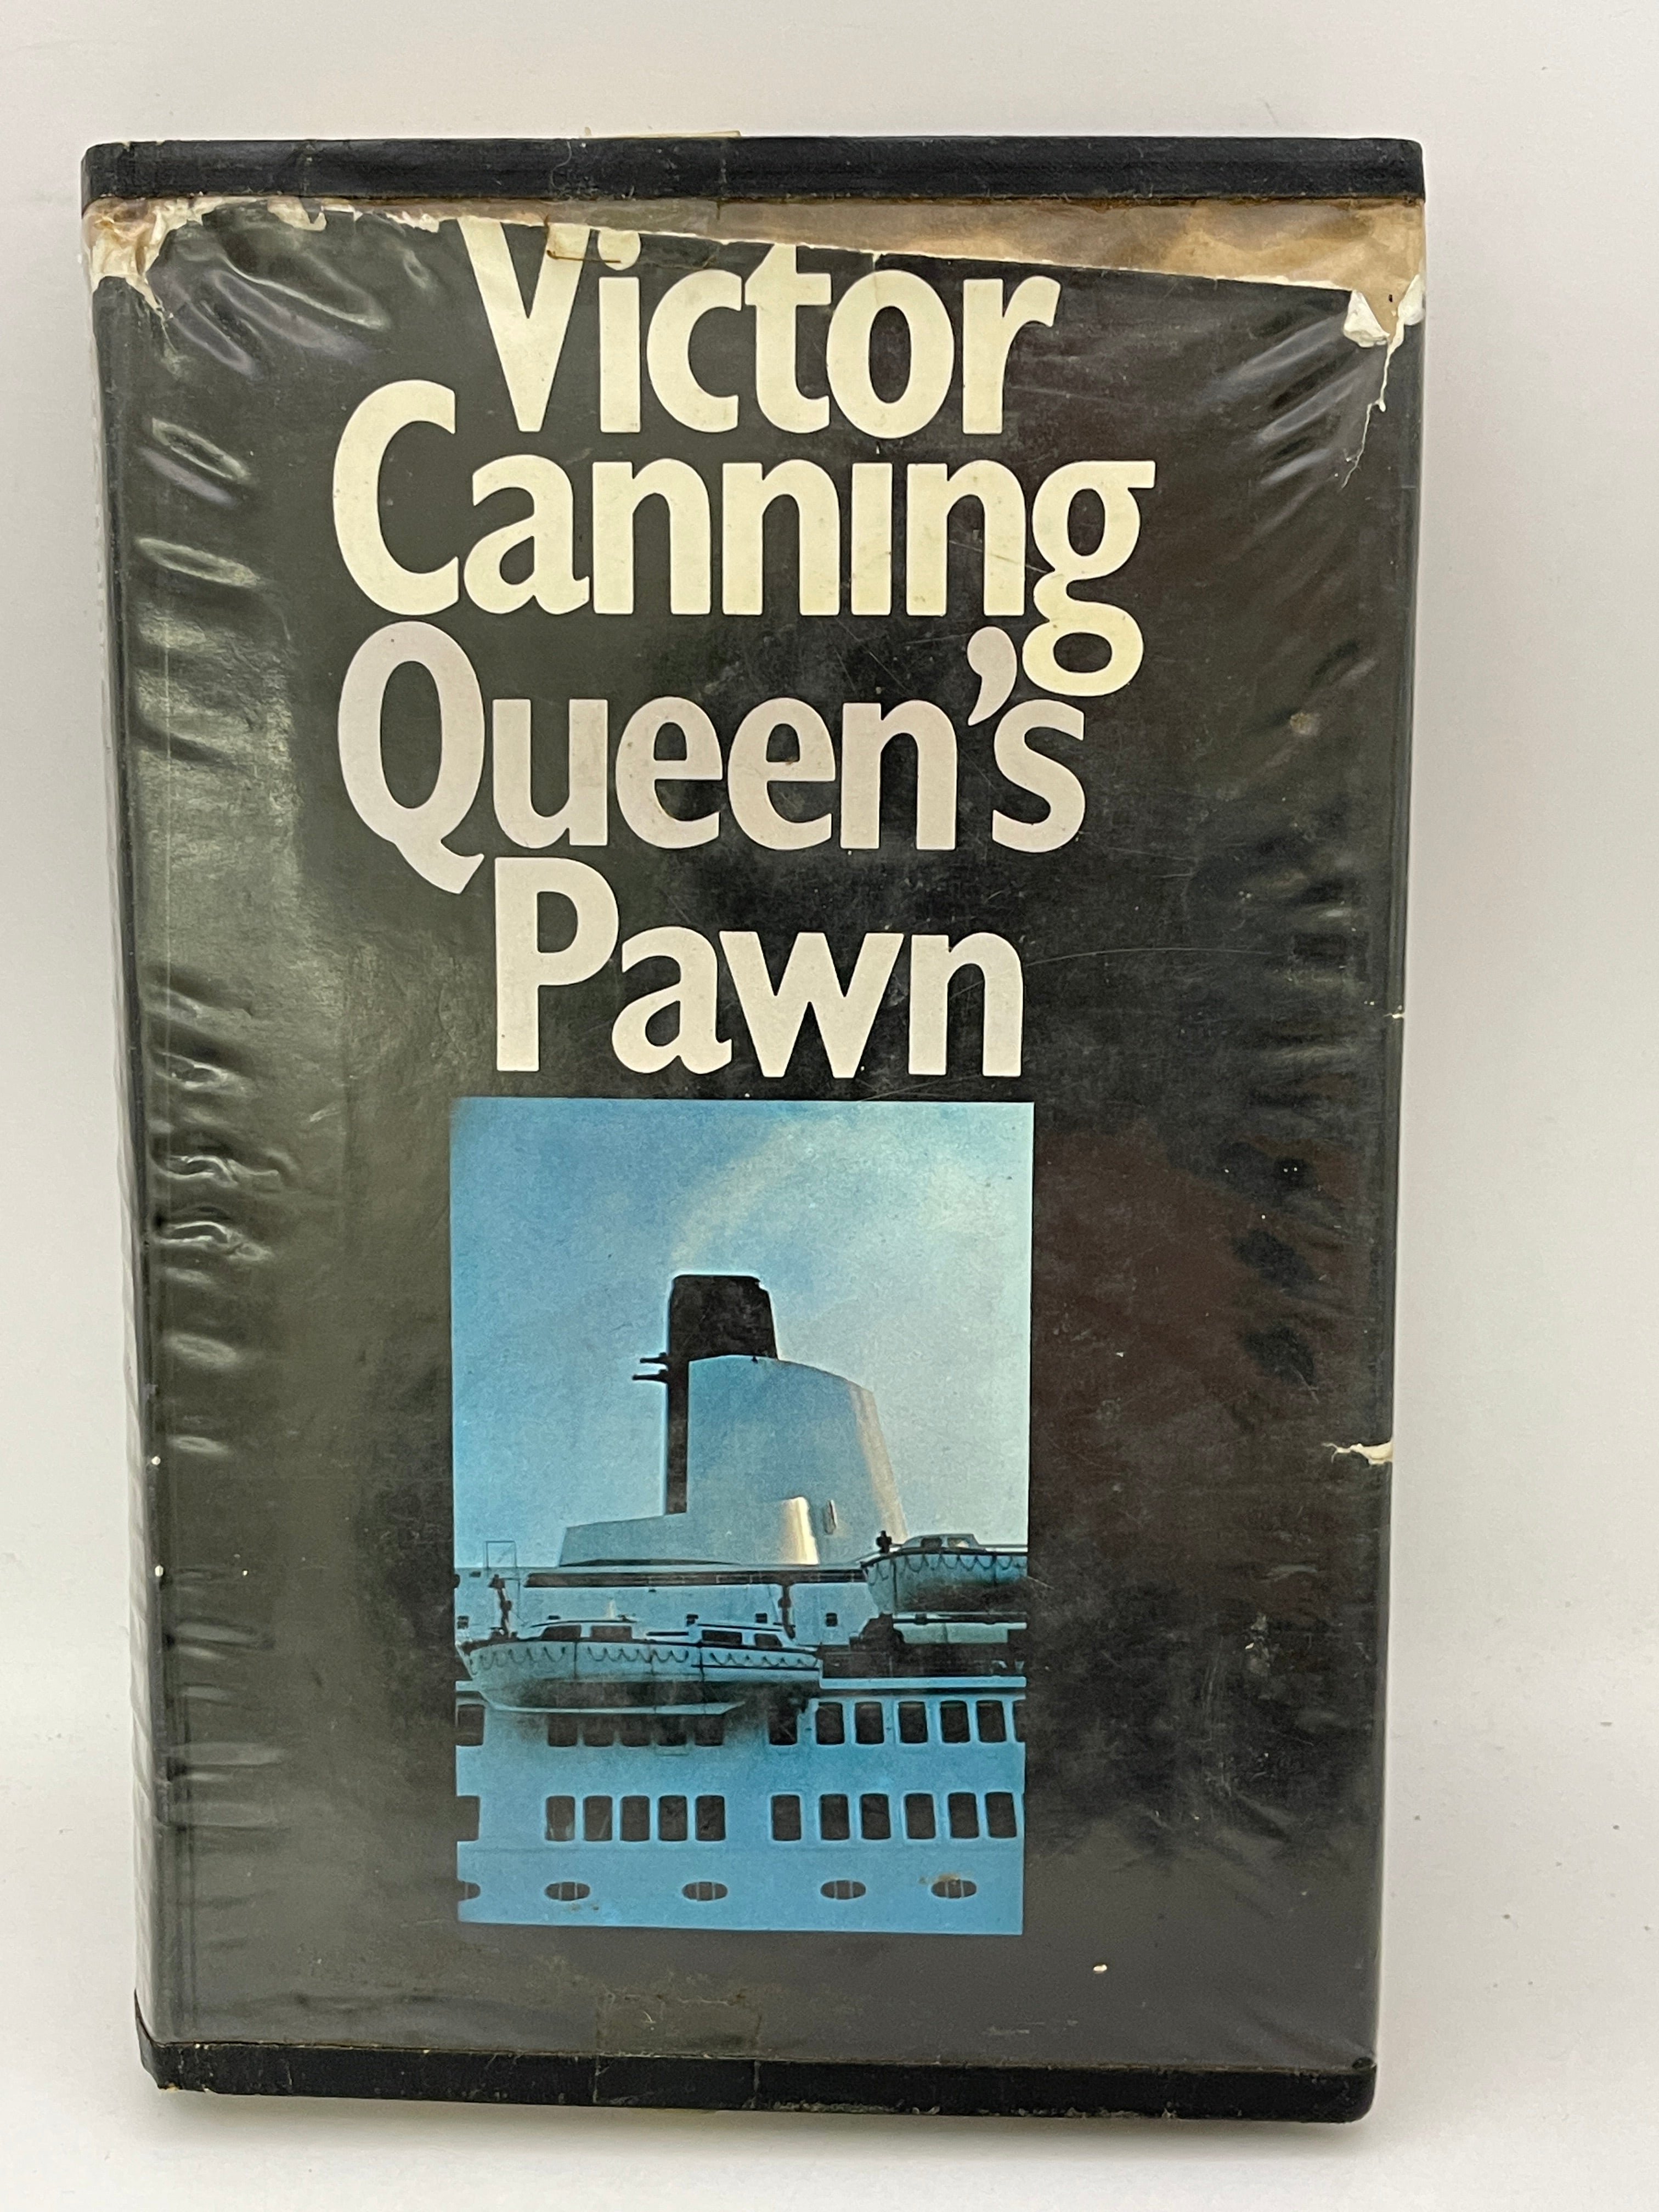 Victor
Canning
Queen's
Pawn